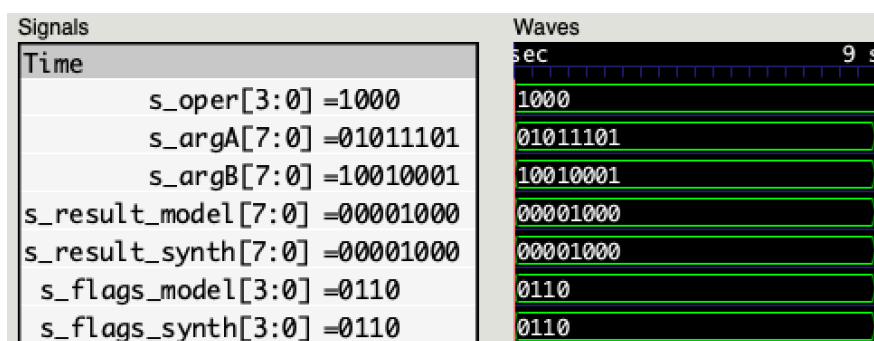 Signals
Time
s_oper[3:0] =1000
s_argA[7:0] =01011101
s_argB[7:0] =10010001
s_result_model[7:0] =00001000
s_result_synth[7:0] =00001000
s_flags_model[3:0] =0110
s_flags_synth[3:0] =0110
Waves
sec 9 s
1000
01011101
10010001
00001000
00001000
0110
0110